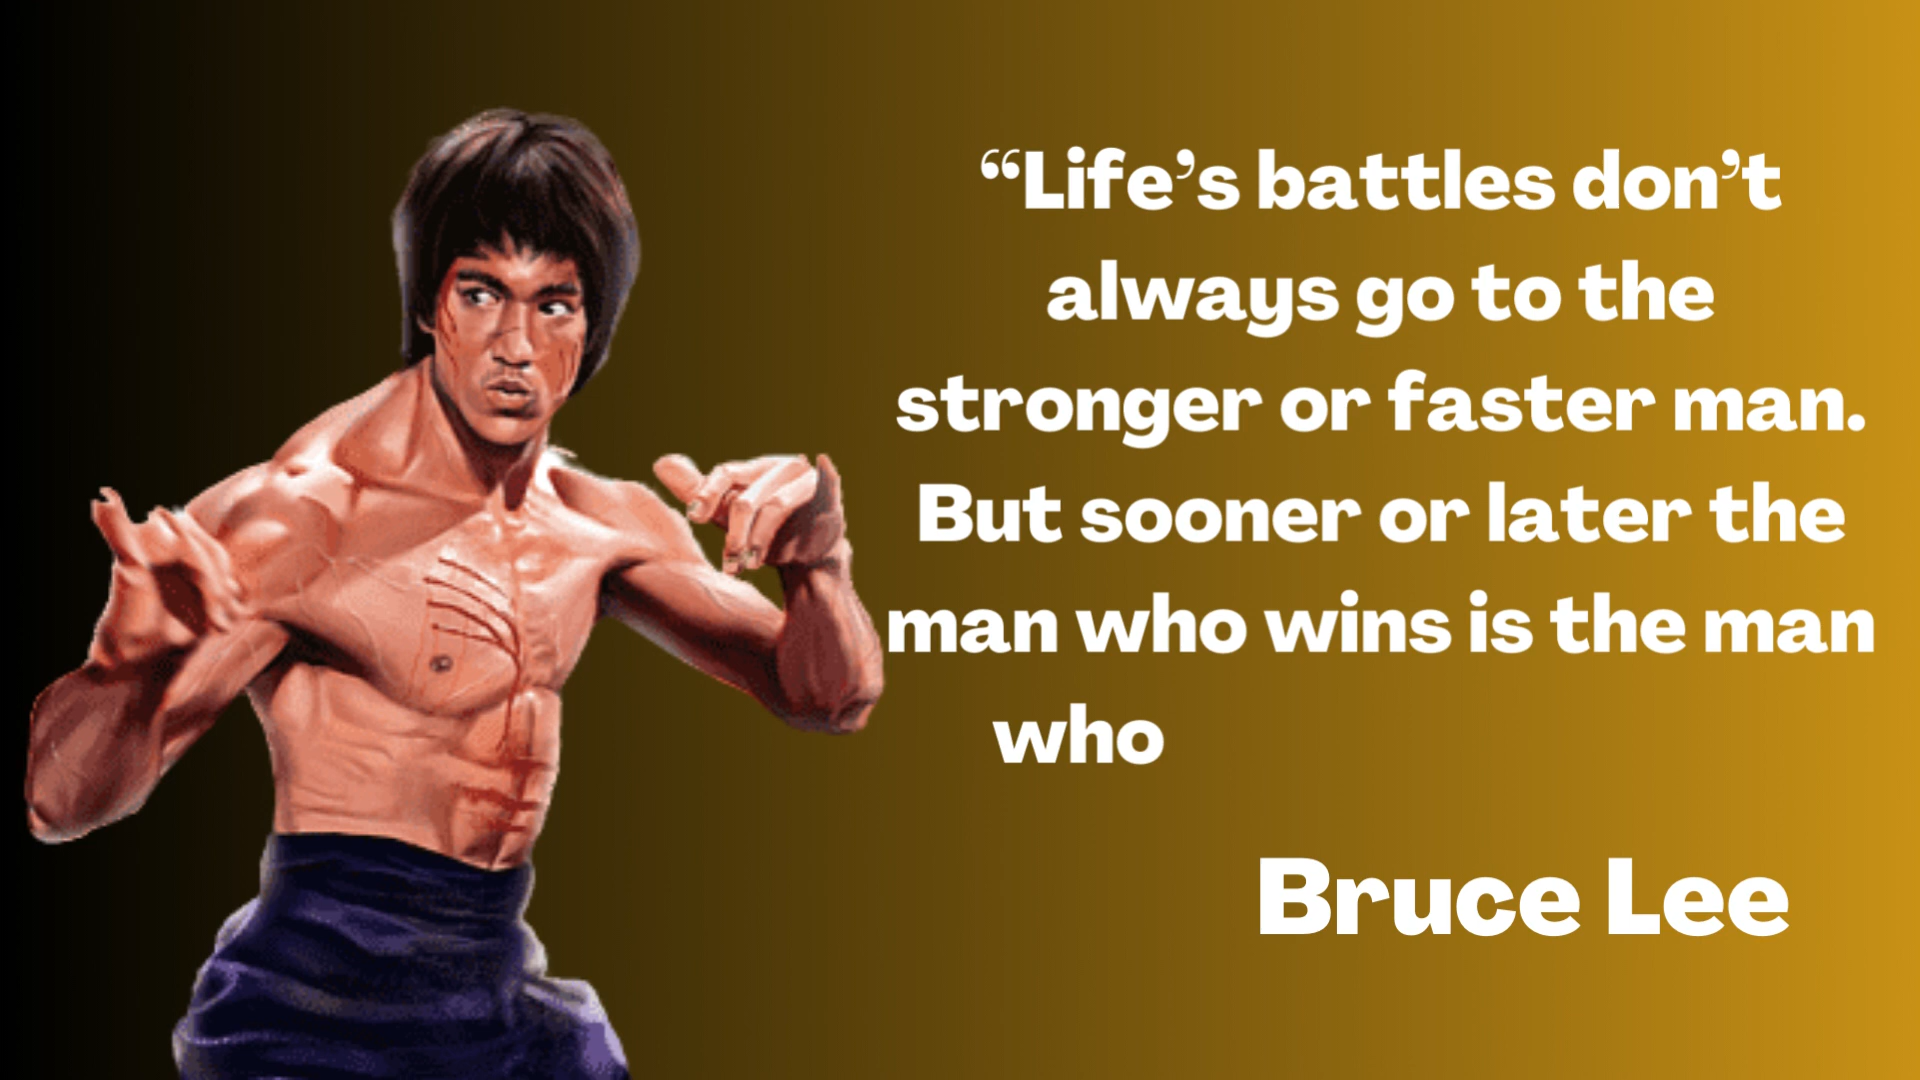 “Life’s battles don’t
always go to the
stronger or faster man.
But sooner or later the
man who wins is the man
who
Bruce Lee